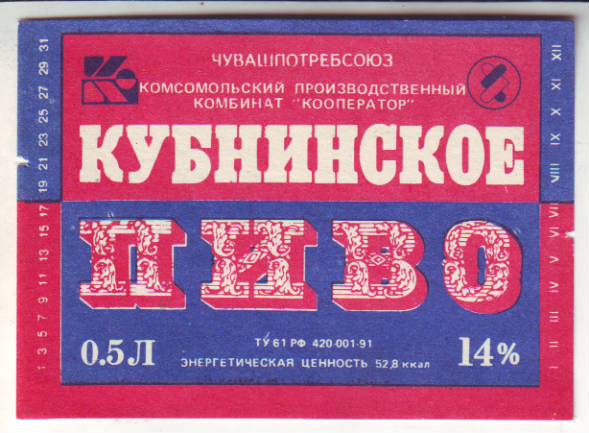 ЧУВАШПОТРЕБСОЮЗ
КОМСОМОЛЬСКИЙ ПРОИЗВОДСТВЕННЫЙ
КОМБИНАТ "КООПЕРАТОР"
КУБНИНСКОЕ
ПИВО
0.5 Л
ТУ 61 РФ 420-001-91
ЭНЕРГЕТИЧЕСКАЯ ЦЕННОСТЬ 52,8 ккал
14%
1 3 5 7 9 11 13 15 17 19 21 23 25 27 29 31
I II III IV V VI VII VIII XI X IX XII